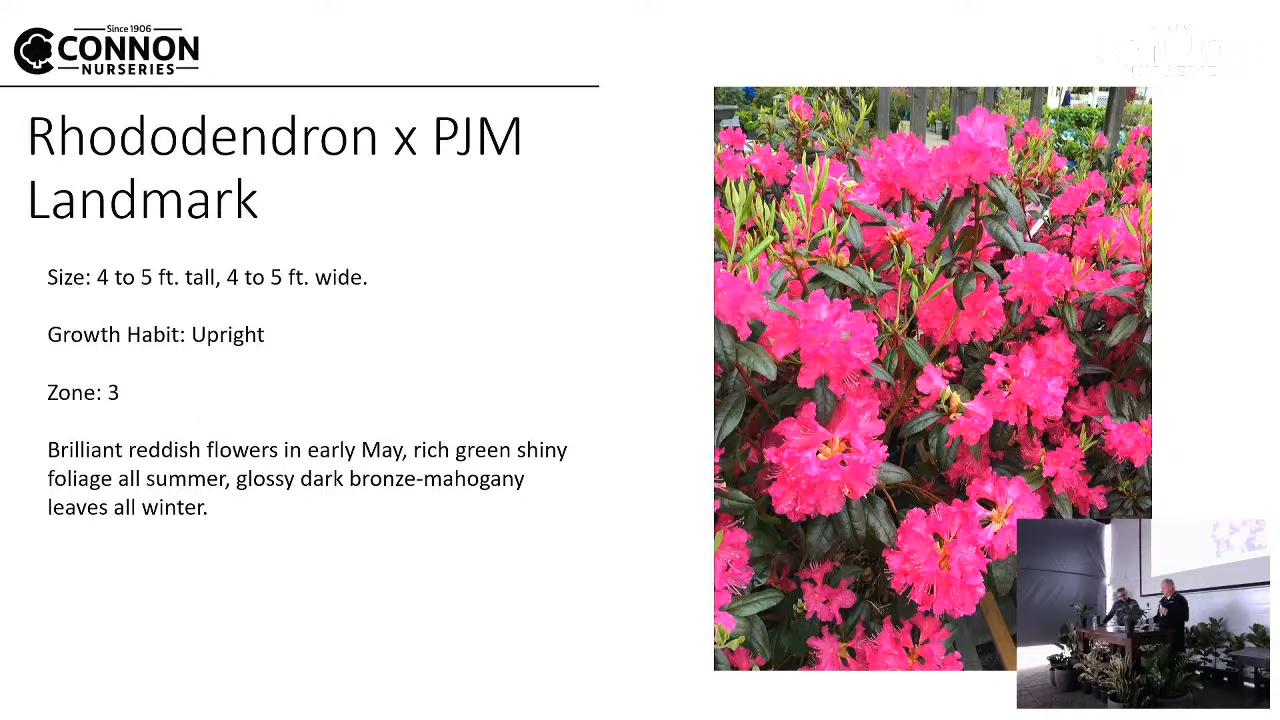 Since 1906
CONNON
NURSERIES
Rhododendron x PJM
Landmark
Size: 4 to 5 ft. tall, 4 to 5 ft. wide.
Growth Habit: Upright
Zone: 3
Brilliant reddish flowers in early May, rich green shiny
foliage all summer, glossy dark bronze-mahogany
leaves all winter.